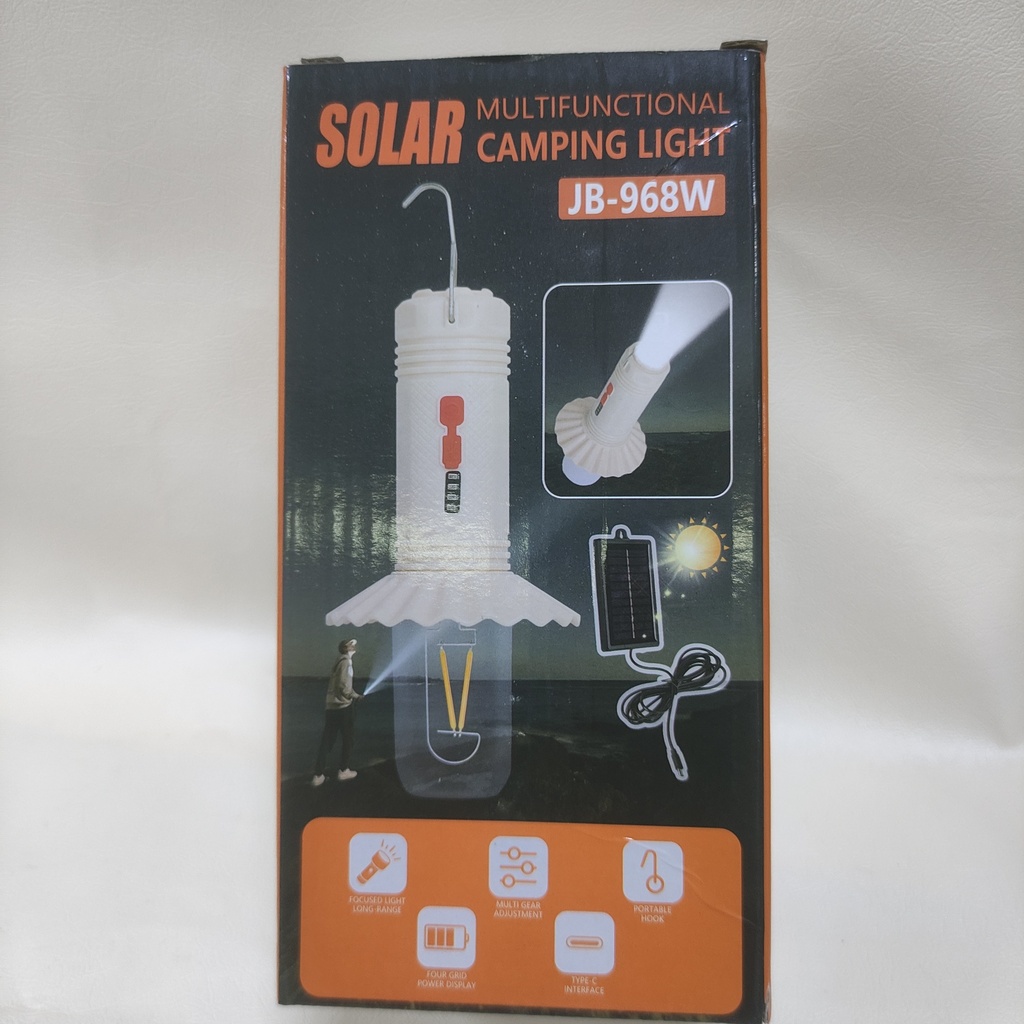 SOLAR MULTIFUNCTIONAL
CAMPING LIGHT
JB-968W
FOCUSED LIGHT
LONG-RANGE
MULTI GEAR
ADJUSTMENT
PORTABLE
HOOK
FOUR GRID
POWER DISPLAY
TYPE-C
INTERFACE